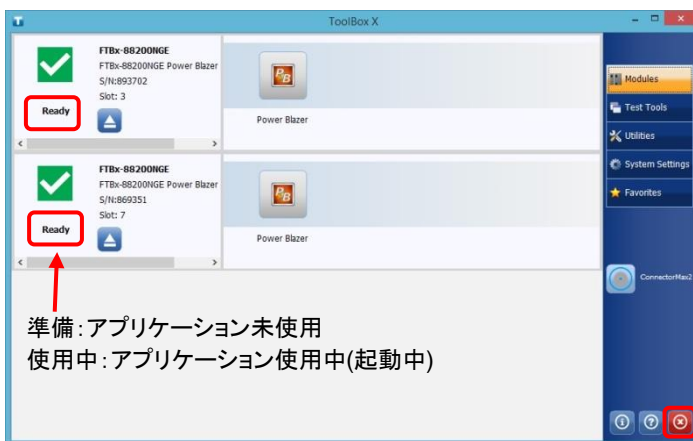 ToolBox X
FTBx-88200NGE
FTBx-88200NGE Power Blazer
S/N:893702
Slot: 3
Ready
Power Blazer
FTBx-88200NGE
FTBx-88200NGE Power Blazer
S/N:869351
Slot: 7
Ready
Power Blazer
準備：アプリケーション未使用
使用中：アプリケーション使用中(起動中)
Modules
Test Tools
Utilities
System Settings
Favorites
ConnectorMax2